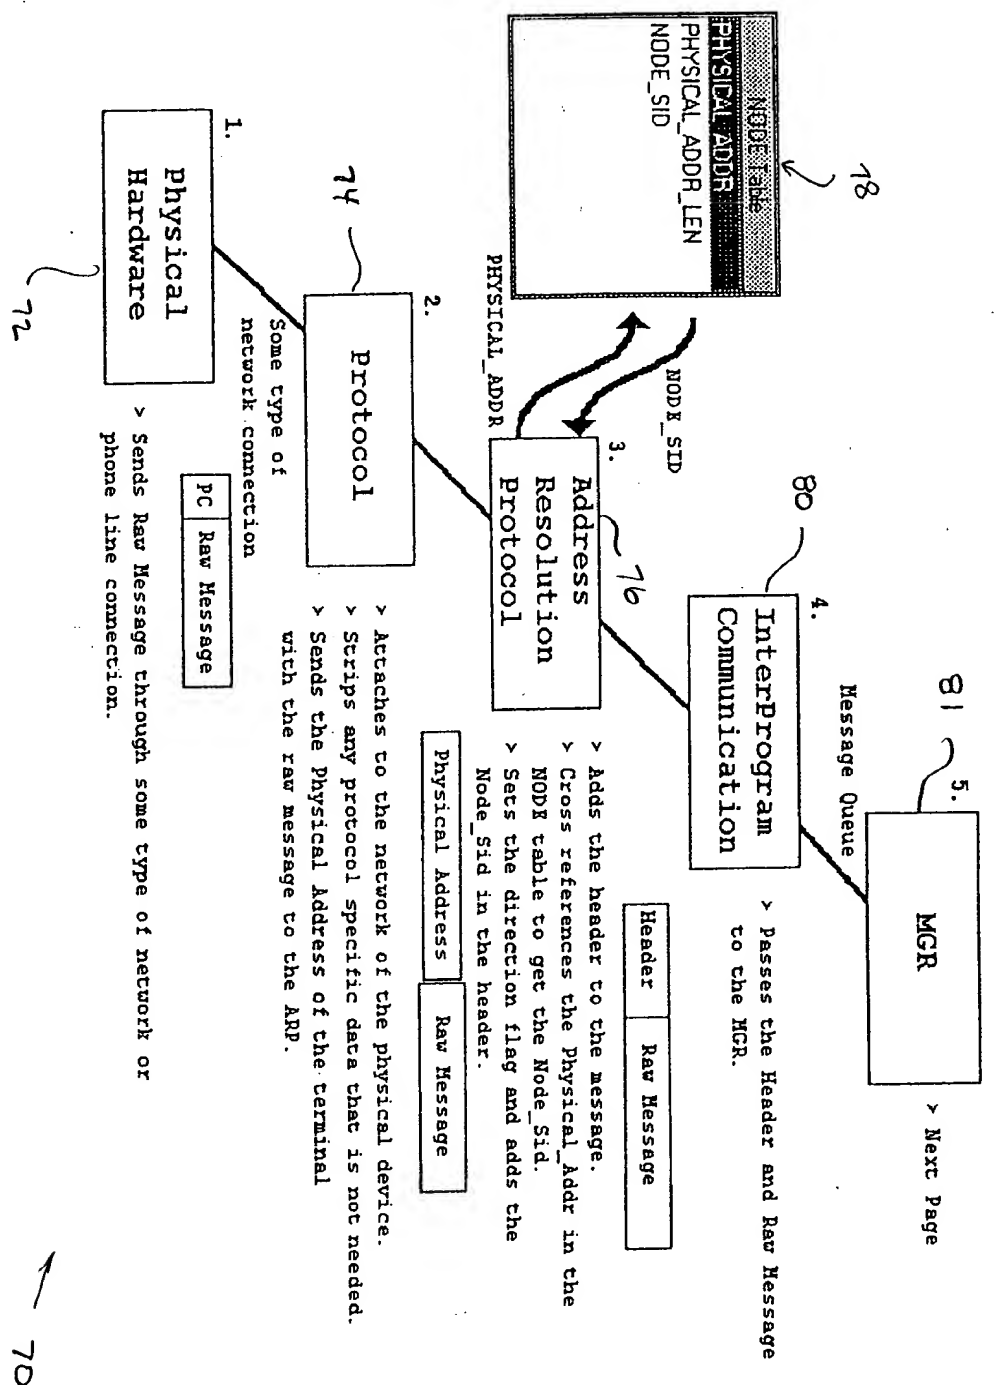 81
5.
MGR
> Next Page
Message Queue
80
4.
InterProgram
Communication
> Passes the Header and Raw Message
to the MGR.
78
NODE Table
PHYSICAL_ADDR
PHYSICAL_ADDR_LEN
NODE_SID
NODE_SID
PHYSICAL_ADDR
76
3.
Address
Resolution
Protocol
Header
Raw Message
> Adds the header to the message.
> Cross references the Physical_Addr in the
NODE table to get the Node_Sid.
> Sets the direction flag and adds the
Node_Sid in the header.
74
2.
Protocol
Physical Address
Raw Message
> Attaches to the network of the physical device.
> Strips any protocol specific data that is not needed.
> Sends the Physical Address of the terminal
with the raw message to the ARP.
Some type of
network connection
1.
Physical
Hardware
72
PC
Raw Message
> Sends Raw Message through some type of network or
phone line connection.
70